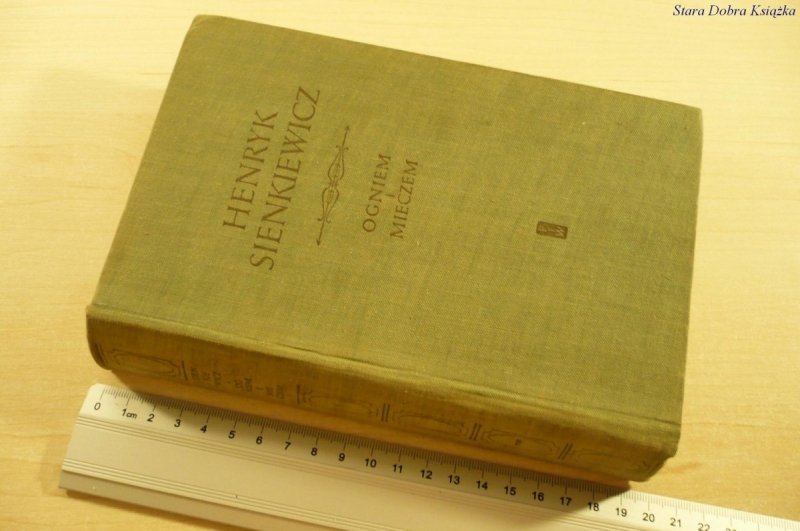 Stara Dobra Książka
HENRYK
SIENKIEWICZ
OGNIEM
I
MIECZEM
0 1cm 2 3 4 5 6 7 8 9 10 11 12 13 14 15 16 17 18 19 20 21 22